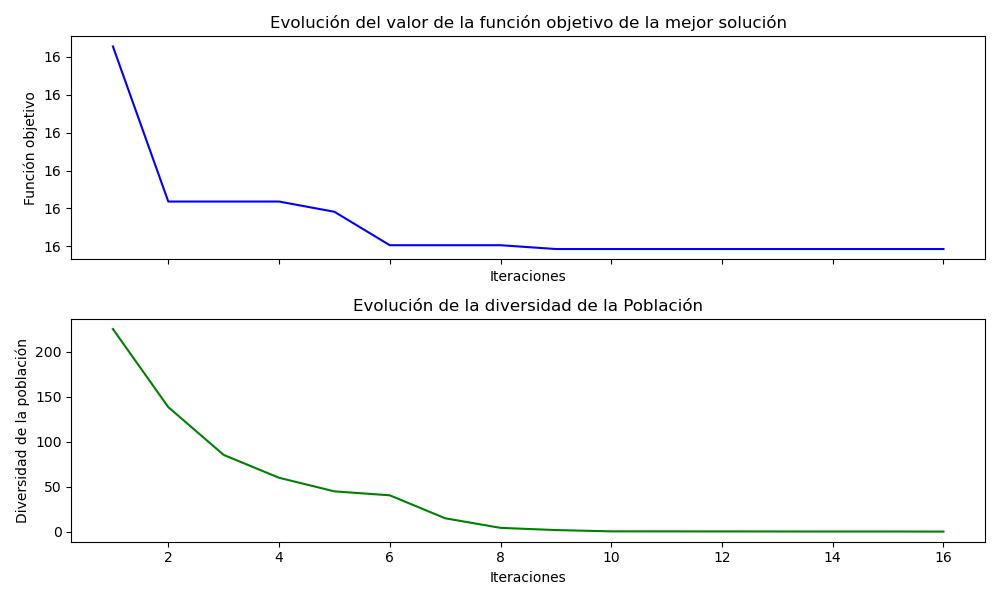 Evolución del valor de la función objetivo de la mejor solución
Función objetivo
16
16
16
16
16
16
Iteraciones
Evolución de la diversidad de la Población
Diversidad de la población
200
150
100
50
0
2 4 6 8 10 12 14 16
Iteraciones